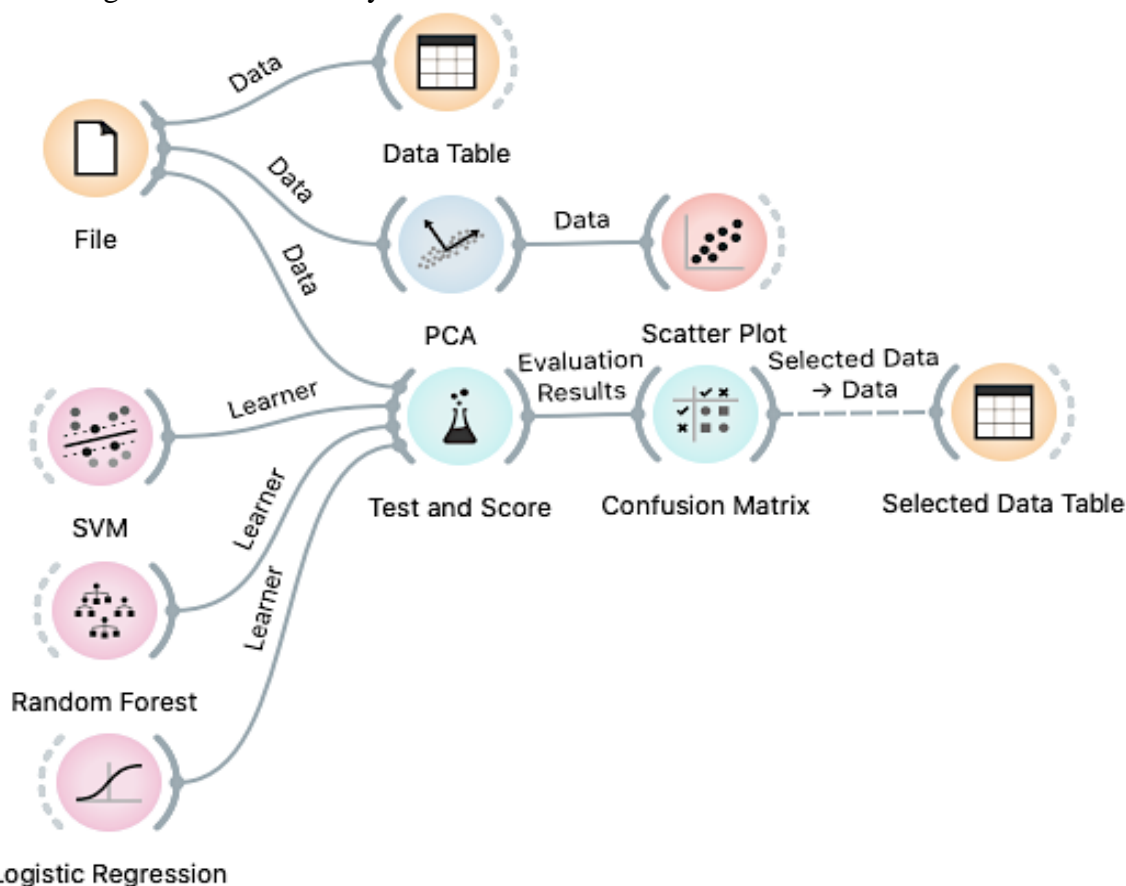 Data
Data Table
File
Data
Data
PCA
Data
Scatter Plot
Learner
SVM
Test and Score
Evaluation
Results
Confusion Matrix
Selected Data
→ Data
Selected Data Table
Learner
Random Forest
Learner
Logistic Regression